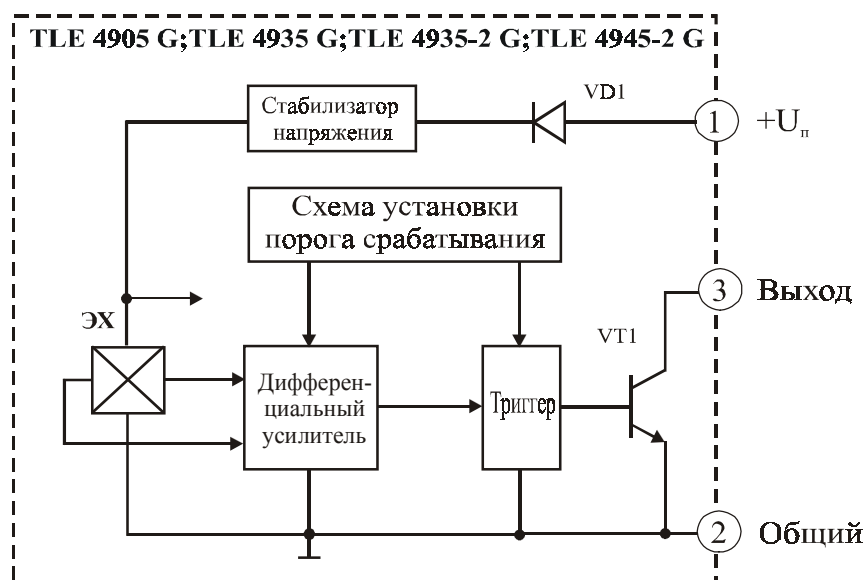 TLE 4905 G;TLE 4935 G;TLE 4935-2 G;TLE 4945-2 G
Стабилизатор
напряжения
VD1
1
+Uп
Схема установки
порога срабатывания
3
Выход
ЭХ
VT1
Дифферен-
циальный
усилитель
Триггер
2
Общий